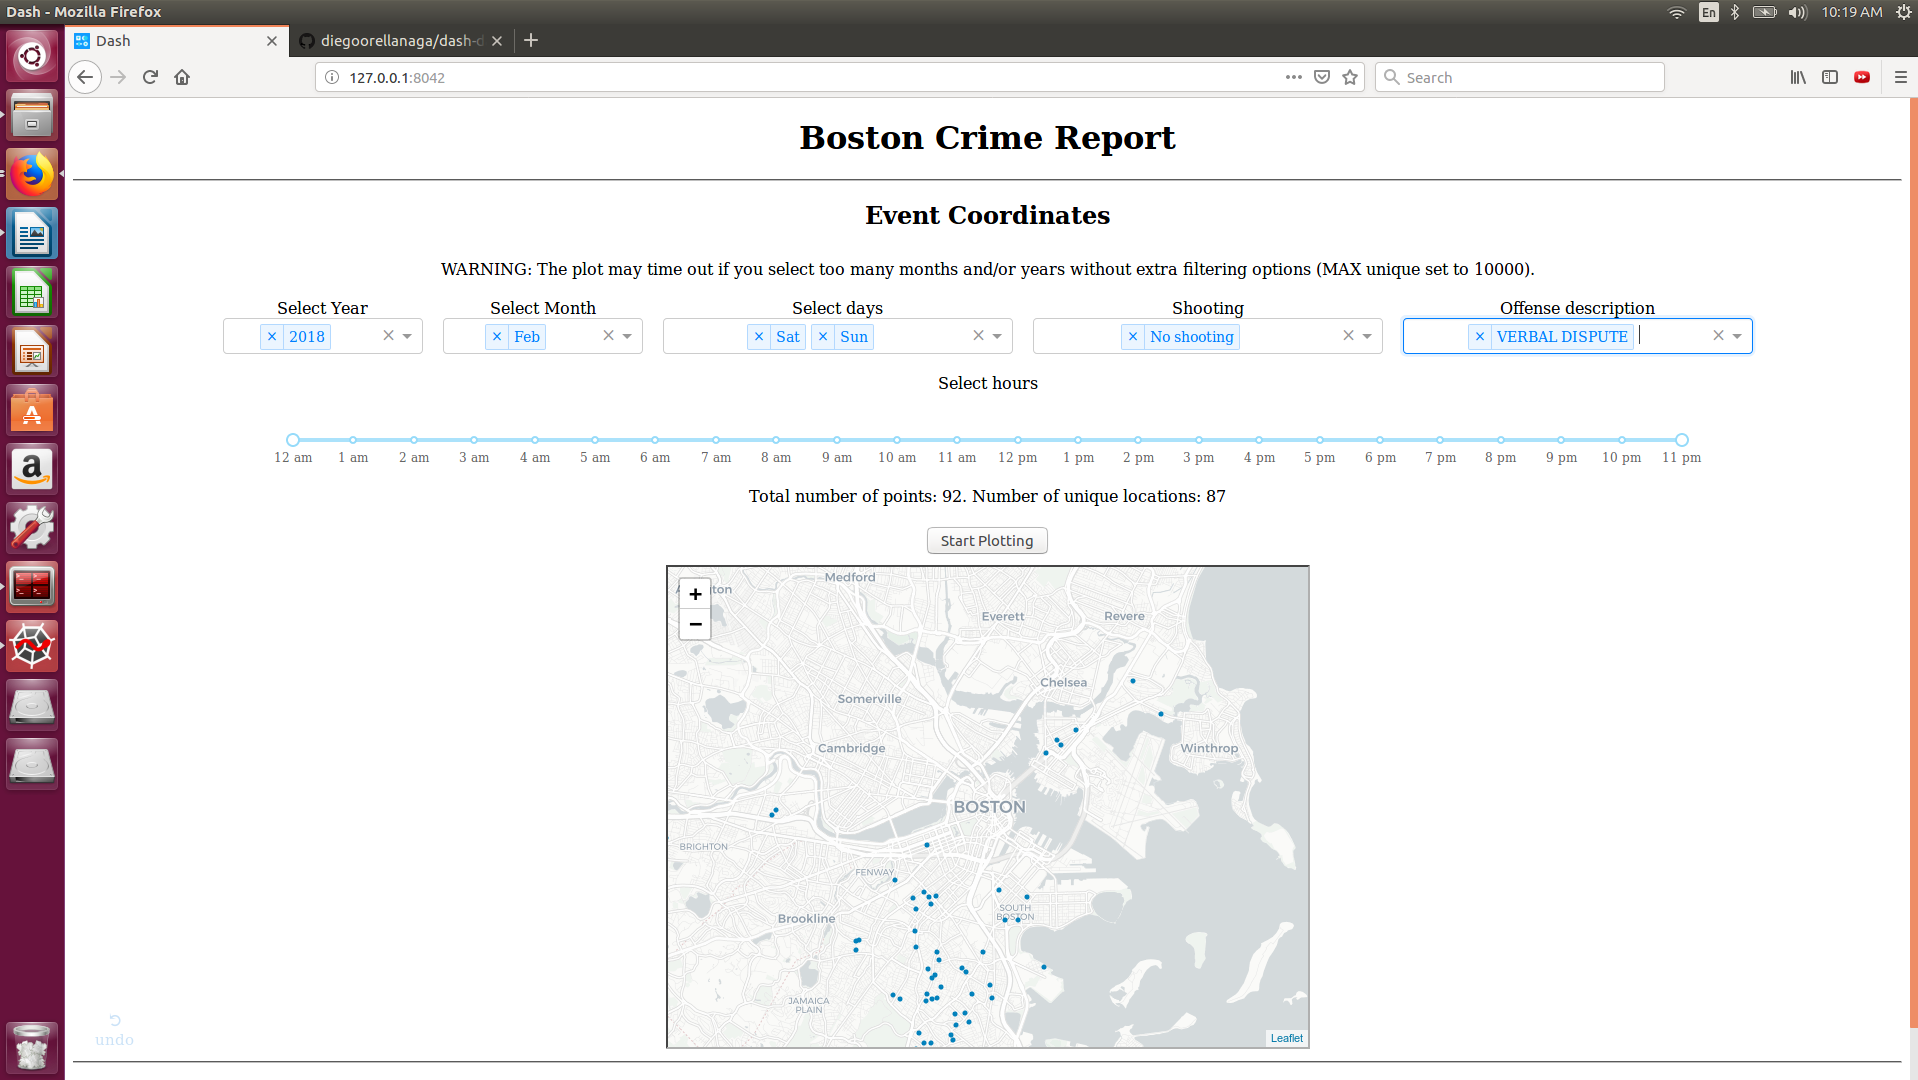 Dash - Mozilla Firefox
En
10:19 AM
Dash
diegoorellanaga/dash-d
127.0.0.1:8042
Search
Boston Crime Report
Event Coordinates
WARNING: The plot may time out if you select too many months and/or years without extra filtering options (MAX unique set to 10000).
Select Year
Select Month
Select days
Shooting
Offense description
× 2018
× Feb
× Sat × Sun
× No shooting
× VERBAL DISPUTE
Select hours
12 am 1 am 2 am 3 am 4 am 5 am 6 am 7 am 8 am 9 am 10 am 11 am 12 pm 1 pm 2 pm 3 pm 4 pm 5 pm 6 pm 7 pm 8 pm 9 pm 10 pm 11 pm
Total number of points: 92. Number of unique locations: 87
Start Plotting
+
−
Medford
Everett
Revere
Chelsea
Somerville
Cambridge
Winthrop
BOSTON
BRIGHTON
FENWAY
SOUTH
BOSTON
Brookline
JAMAICA
PLAIN
Leaflet
undo